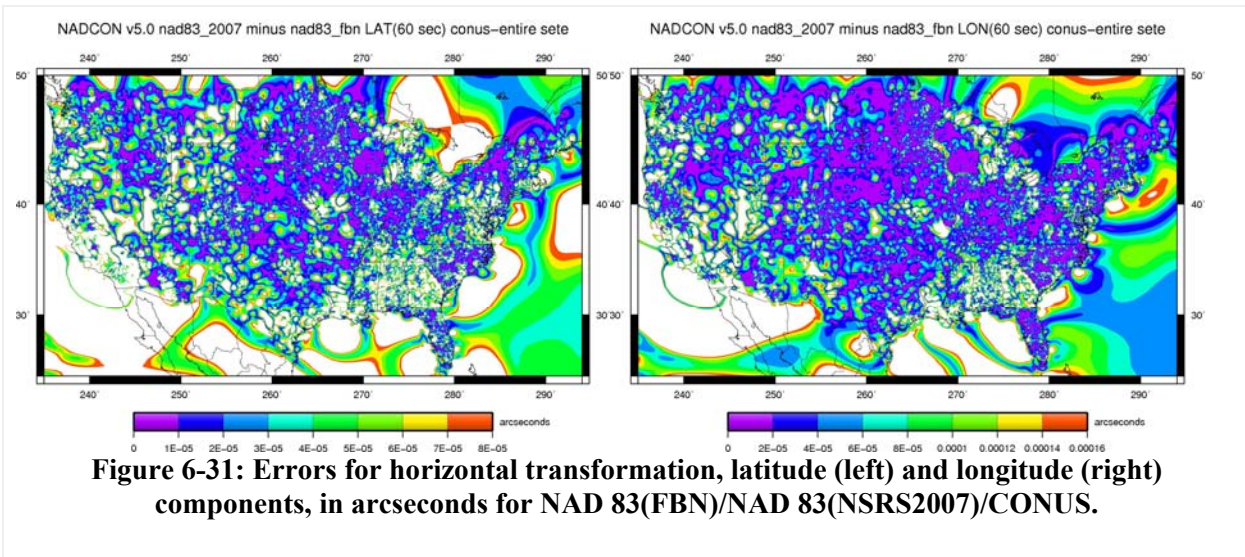 NADCON v5.0 nad83_2007 minus nad83_fbn LAT(60 sec) conus–entire sete
NADCON v5.0 nad83_2007 minus nad83_fbn LON(60 sec) conus–entire sete
240˚ 250˚ 260˚ 270˚ 280˚ 290˚
240˚ 250˚ 260˚ 270˚ 280˚ 290˚
50˚ 50˚ 50˚ 50˚
40˚ 40˚ 40˚ 40˚
30˚ 30˚ 30˚ 30˚
240˚ 250˚ 260˚ 270˚ 280˚ 290˚
240˚ 250˚ 260˚ 270˚ 280˚ 290˚
arcseconds
0 1E–05 2E–05 3E–05 4E–05 5E–05 6E–05 7E–05 8E–05
arcseconds
0 2E–05 4E–05 6E–05 8E–05 0.0001 0.00012 0.00014 0.00016
Figure 6-31: Errors for horizontal transformation, latitude (left) and longitude (right)
components, in arcseconds for NAD 83(FBN)/NAD 83(NSRS2007)/CONUS.